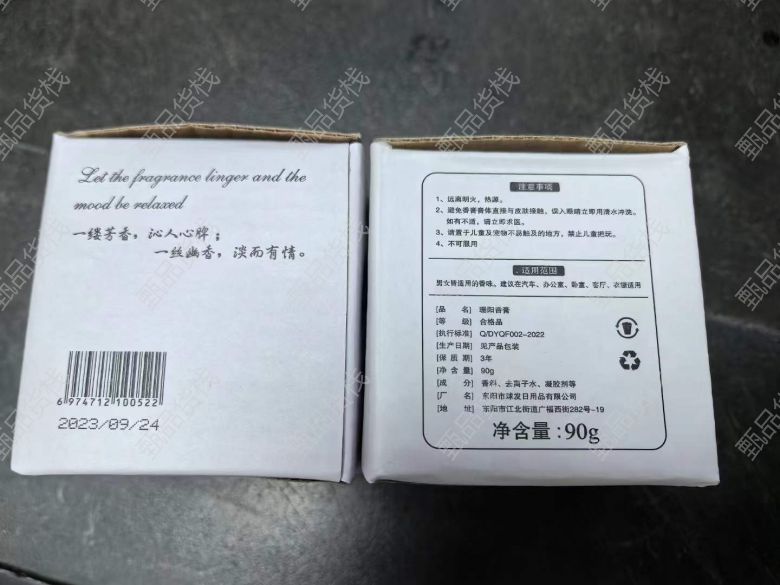 Let the fragrance linger and the
mood be relaxed
一缕芳香，沁人心脾；
一丝幽香，淡而有情。
6 974712 100522
2023/09/24
注意事项
1、远离明火，热源。
2、避免香膏膏体直接与皮肤接触，误入眼睛立即用清水冲洗。
如有不适，请立即求医。
3、请置于儿童及宠物不品触及的地方，禁止儿童把玩。
4、不可服用
适用范围
男女皆适用的香味。建议在汽车、办公室、卧室、客厅、衣橱适用
[品 名] 珊阳香膏
[等 级] 合格品
[执行标准] Q/DYQF002-2022
[生产日期] 见产品包装
[保 质 期] 3年
[净 含 量] 90g
[成 分] 香料、去离子水、凝胶剂等
[厂 名] 东阳市球发日用品有限公司
[地 址] 东阳市江北街道广福西街282号-19
净含量：90g
甄品货栈